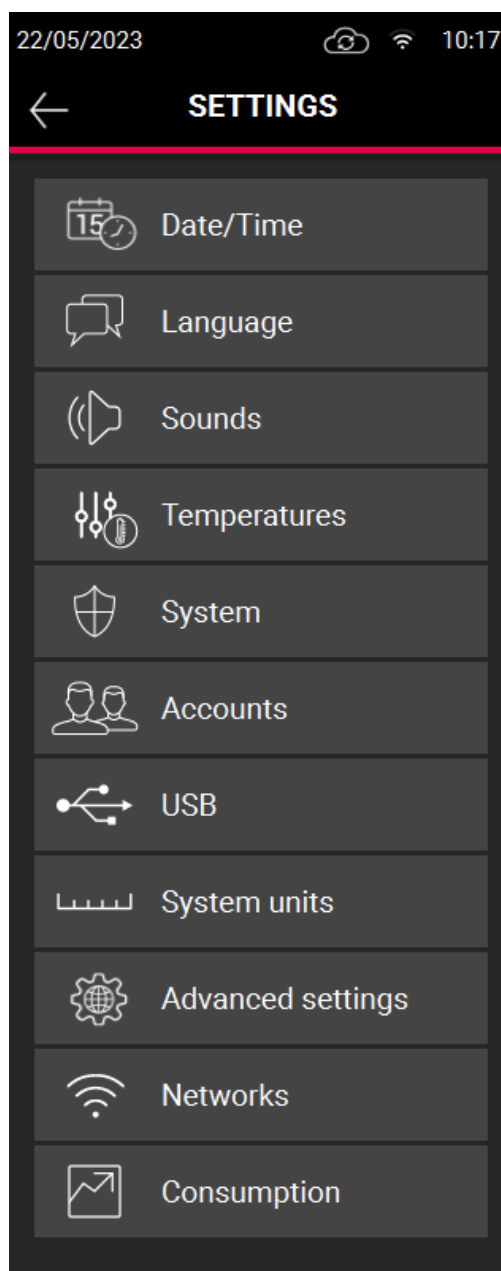 22/05/2023 10:17
SETTINGS
15
Date/Time
Language
Sounds
Temperatures
System
Accounts
USB
System units
Advanced settings
Networks
Consumption